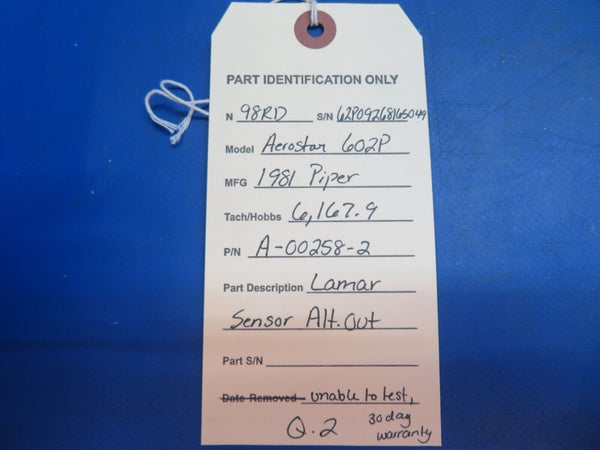 PART IDENTIFICATION ONLY
N 98RD S/N 62P09268165049
Model Aerostar 602P
MFG 1981 Piper
Tach/Hobbs 6,167.9
P/N A-00258-2
Part Description Lamar
Sensor Alt. Out
Part S/N
Date Removed unable to test,
Q.2 30 day
warranty